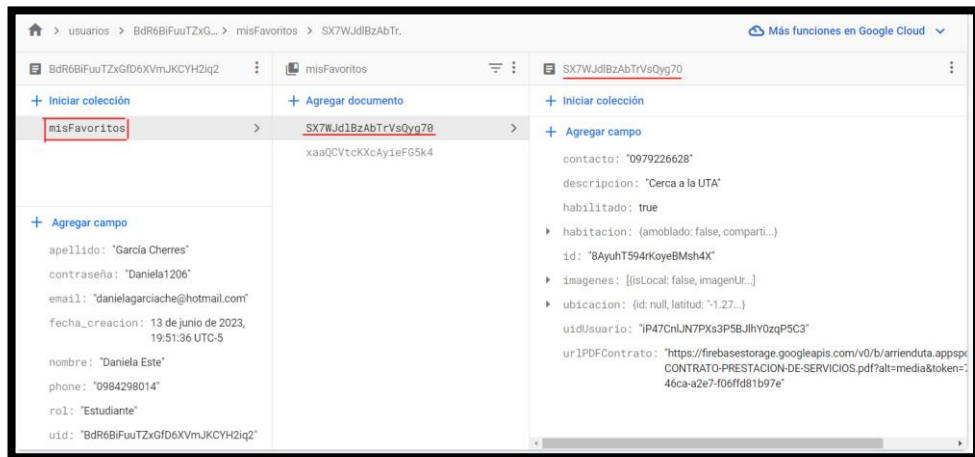 usuarios > BdR6BiFuuTZxG... > misFavoritos > SX7WJdlBzAbTr.
Más funciones en Google Cloud
BdR6BiFuuTZxGfD6XVmJKCYH2iq2
misFavoritos
SX7WJdlBzAbTrVsQyg70
+ Iniciar colección
+ Agregar documento
+ Iniciar colección
misFavoritos >
SX7WJdlBzAbTrVsQyg70 >
xaaQCVtcKXcAyieFG5k4
+ Agregar campo
apellido: "García Cherres"
contraseña: "Daniela1206"
email: "danielagarciache@hotmail.com"
fecha_creacion: 13 de junio de 2023,
19:51:36 UTC-5
nombre: "Daniela Este"
phone: "0984298014"
rol: "Estudiante"
uid: "BdR6BiFuuTZxGfD6XVmJKCYH2iq2"
+ Agregar campo
contacto: "0979226628"
descripcion: "Cerca a la UTA"
habilitado: true
habitacion: {amoblado: false, comparti...}
id: "8AyuhT594rKoyeBMsh4X"
imagenes: [{isLocal: false, imagenUr...]
ubicacion: {id: null, latitud: "-1.27...}
uidUsuario: "iP47CnlJN7PXs3P5BJlhY0zqP5C3"
urlPDFContrato: "https://firebasestorage.googleapis.com/v0/b/arrienduta.appspo
CONTRATO-PRESTACION-DE-SERVICIOS.pdf?alt=media&token=7
46ca-a2e7-f06ffd81b97e"